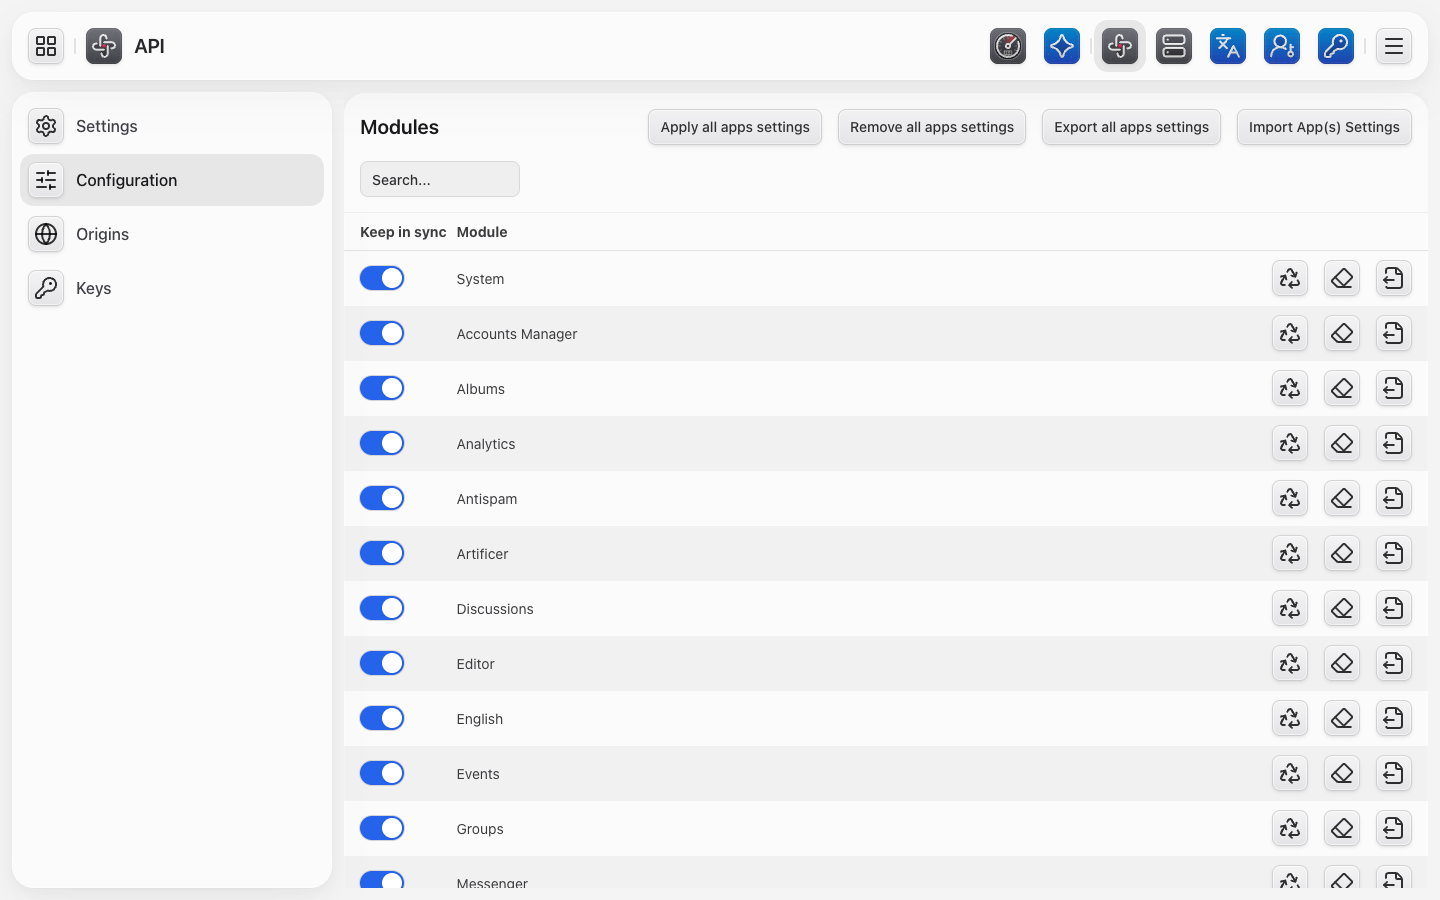 API
Settings
Configuration
Origins
Keys
Modules
Apply all apps settings
Remove all apps settings
Export all apps settings
Import App(s) Settings
Search...
Keep in sync Module
System
Accounts Manager
Albums
Analytics
Antispam
Artificer
Discussions
Editor
English
Events
Groups
Messenger